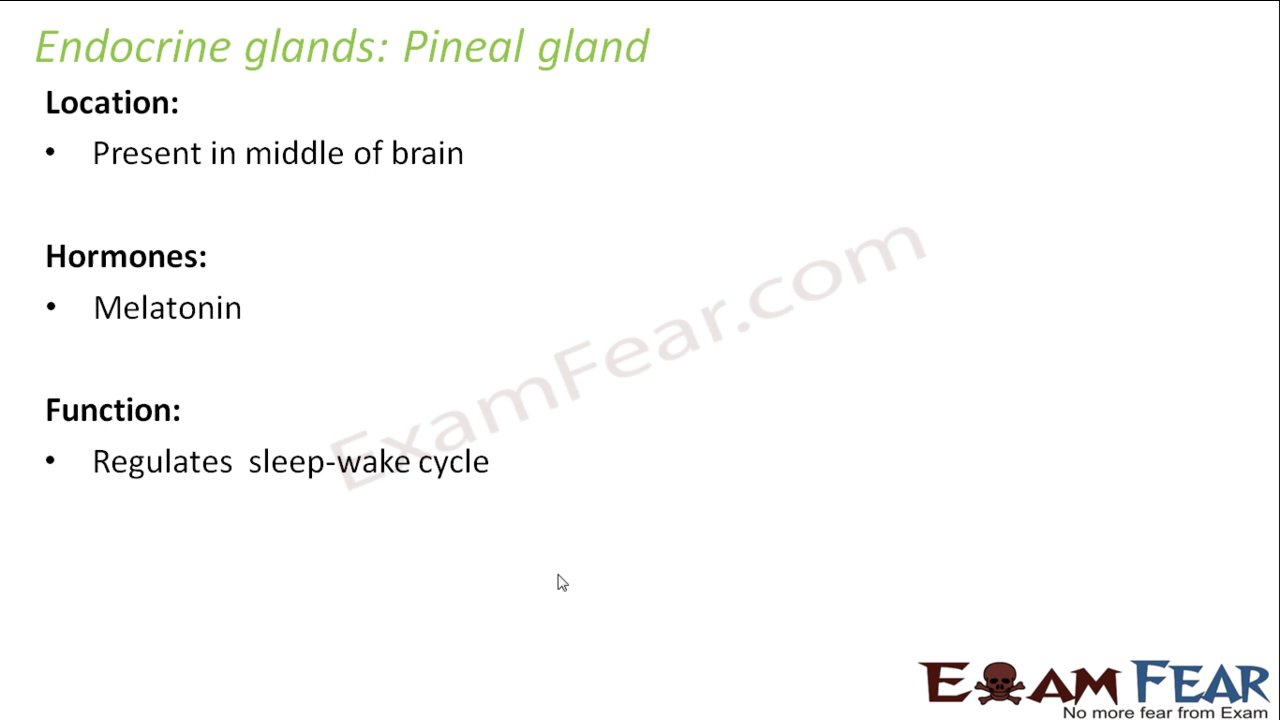 Endocrine glands: Pineal gland
Location:
• Present in middle of brain
Hormones:
• Melatonin
Function:
• Regulates sleep-wake cycle
ExamFear.com
EXAM FEAR
No more fear from Exam